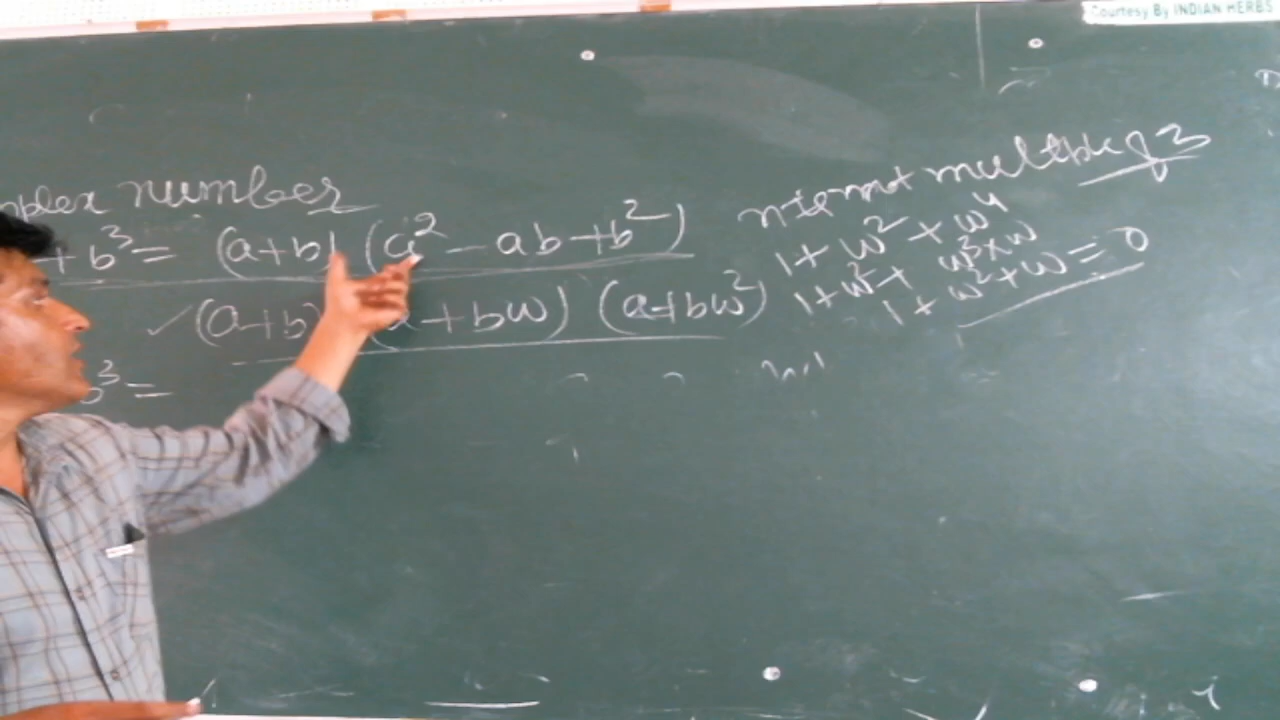 Courtesy By INDIAN HERBS
mplex number
+ b³ = (a+b) (a² - ab + b²)
✓ (a+b) a + bω) (a+bω²)
b³ =
n is not multiple of 3
1 + ω² + ω⁴
1 + ω² + ω³×ω
1 + ω² + ω = 0